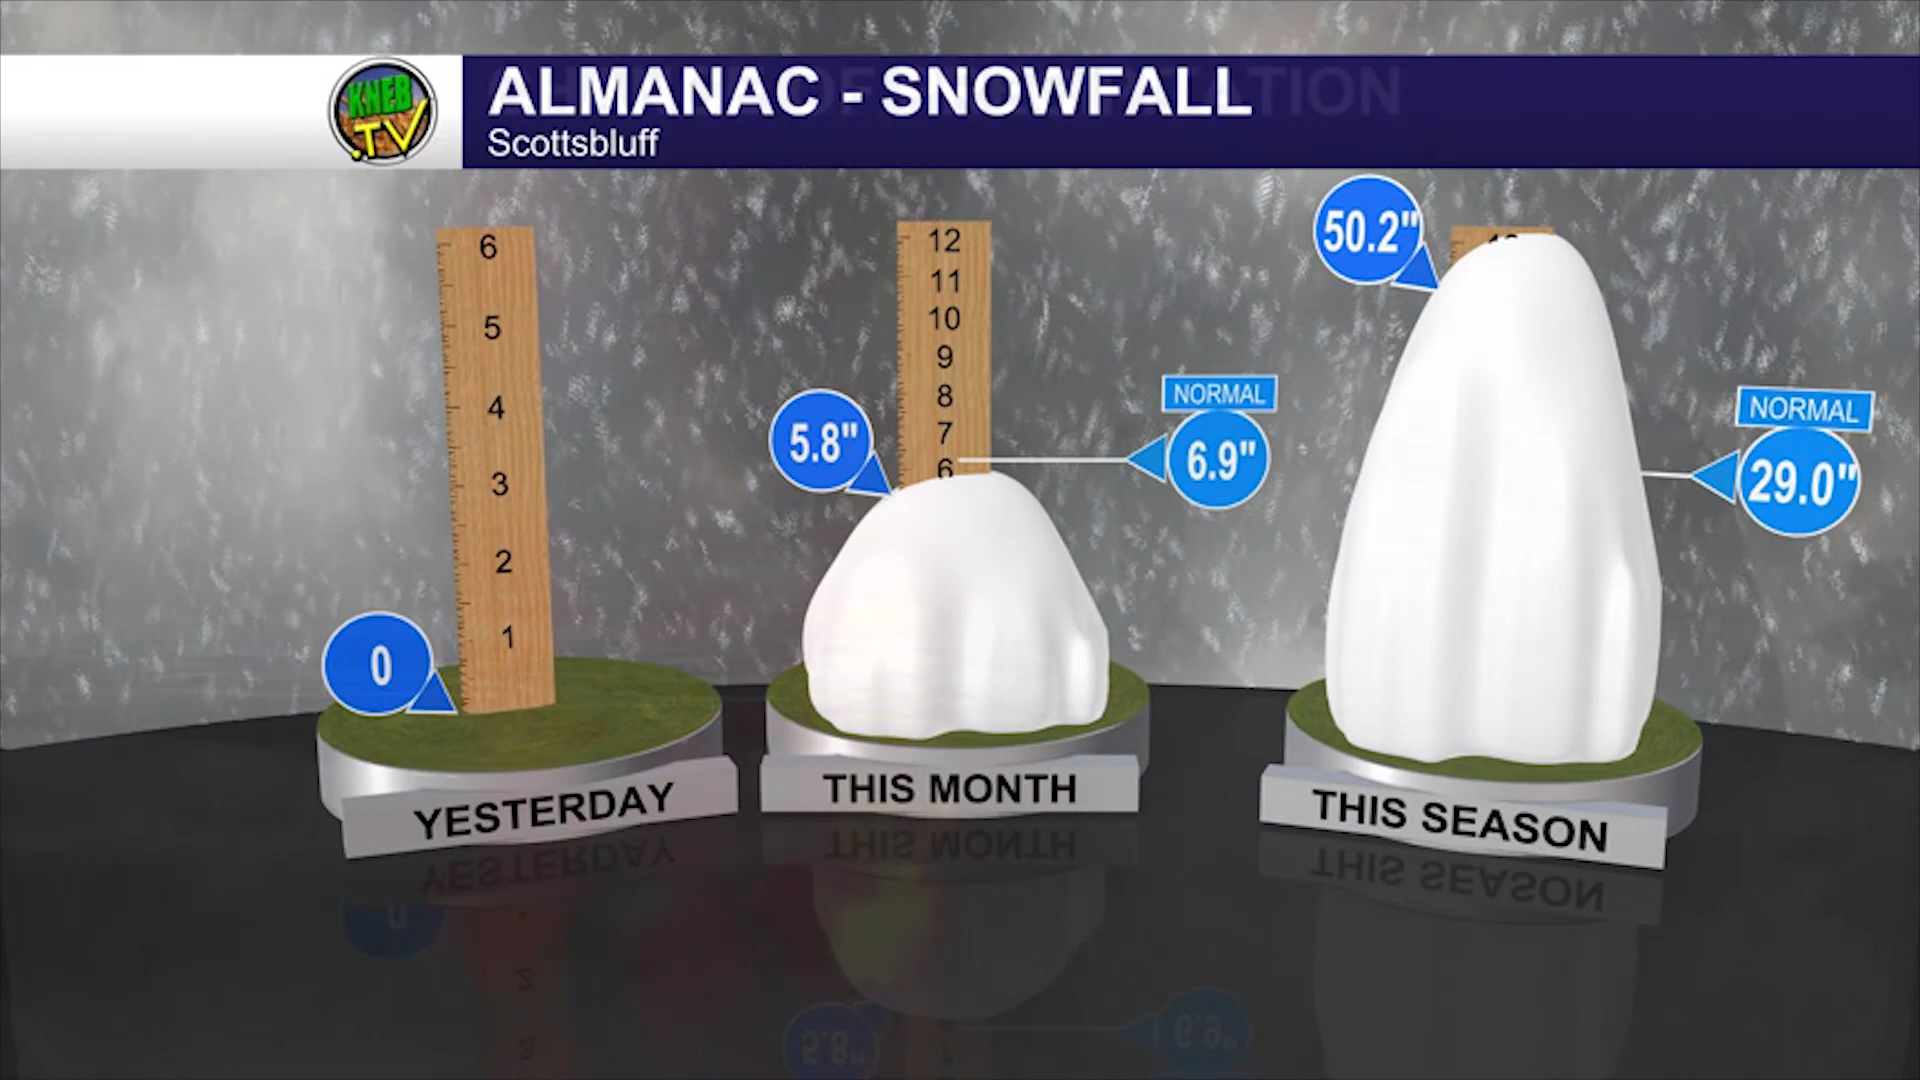 KNEB
.TV
ALMANAC - SNOWFALL
Scottsbluff
6
5
4
3
2
1
0
YESTERDAY
12
11
10
9
8
7
6
5.8"
NORMAL
6.9"
THIS MONTH
50.2"
NORMAL
29.0"
THIS SEASON